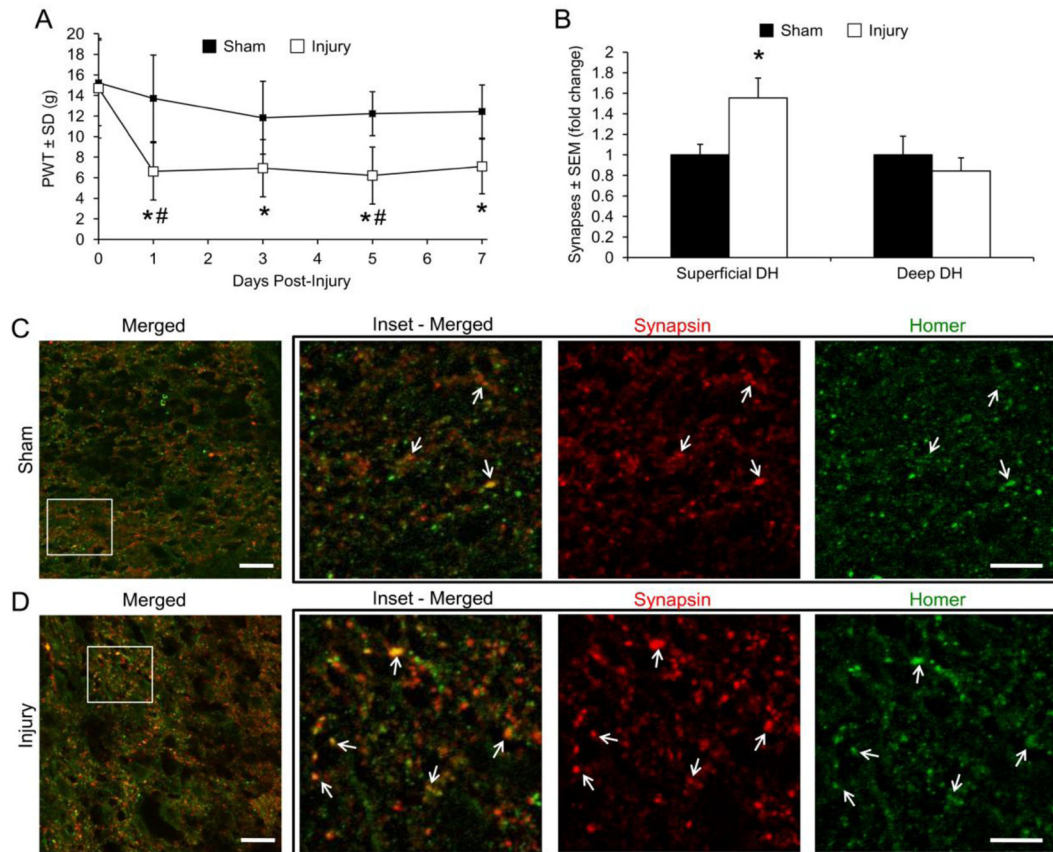 A
Sham Injury
PWT ± SD (g)
20
18
16
14
12
10
8
6
4
2
0
*# * *# *
0 1 2 3 4 5 6 7
Days Post-Injury
B
Sham Injury
Synapses ± SEM (fold change)
2
1.8
1.6
1.4
1.2
1
0.8
0.6
0.4
0.2
0
*
Superficial DH Deep DH
C
Merged Inset - Merged Synapsin Homer
Sham
D
Merged Inset - Merged Synapsin Homer
Injury